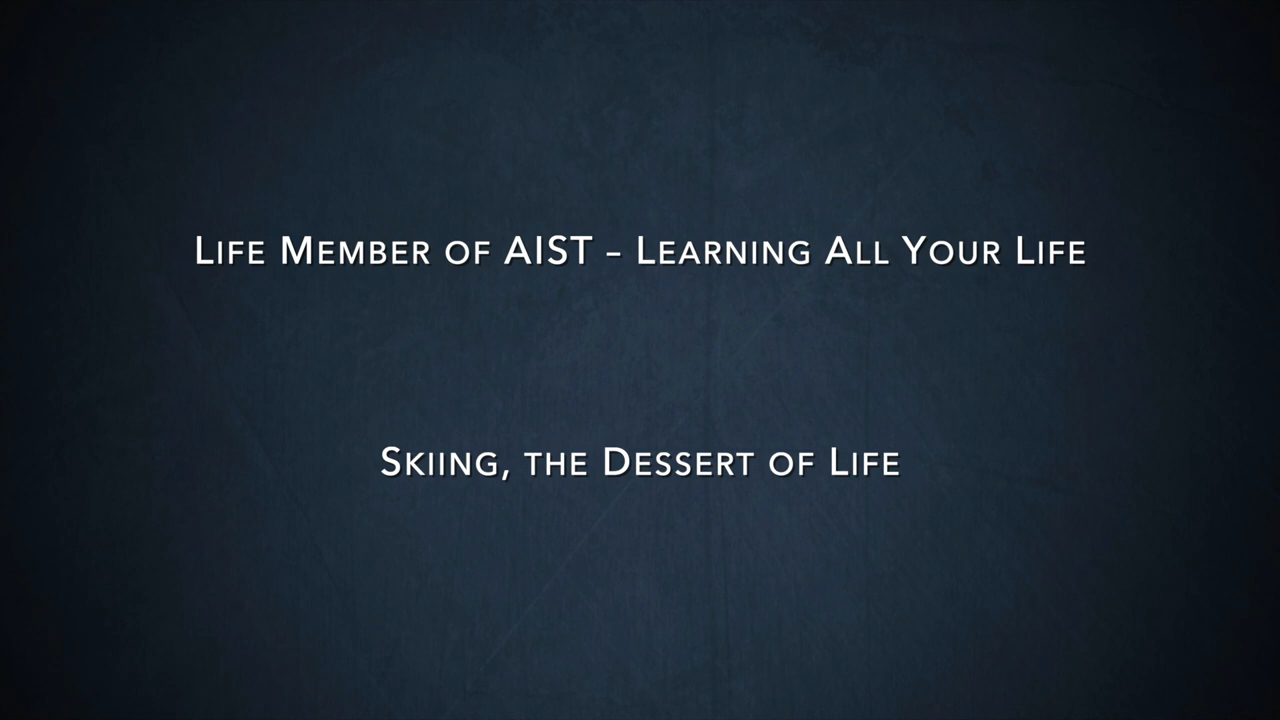 Life Member of AIST – Learning All Your Life
Skiing, the Dessert of Life